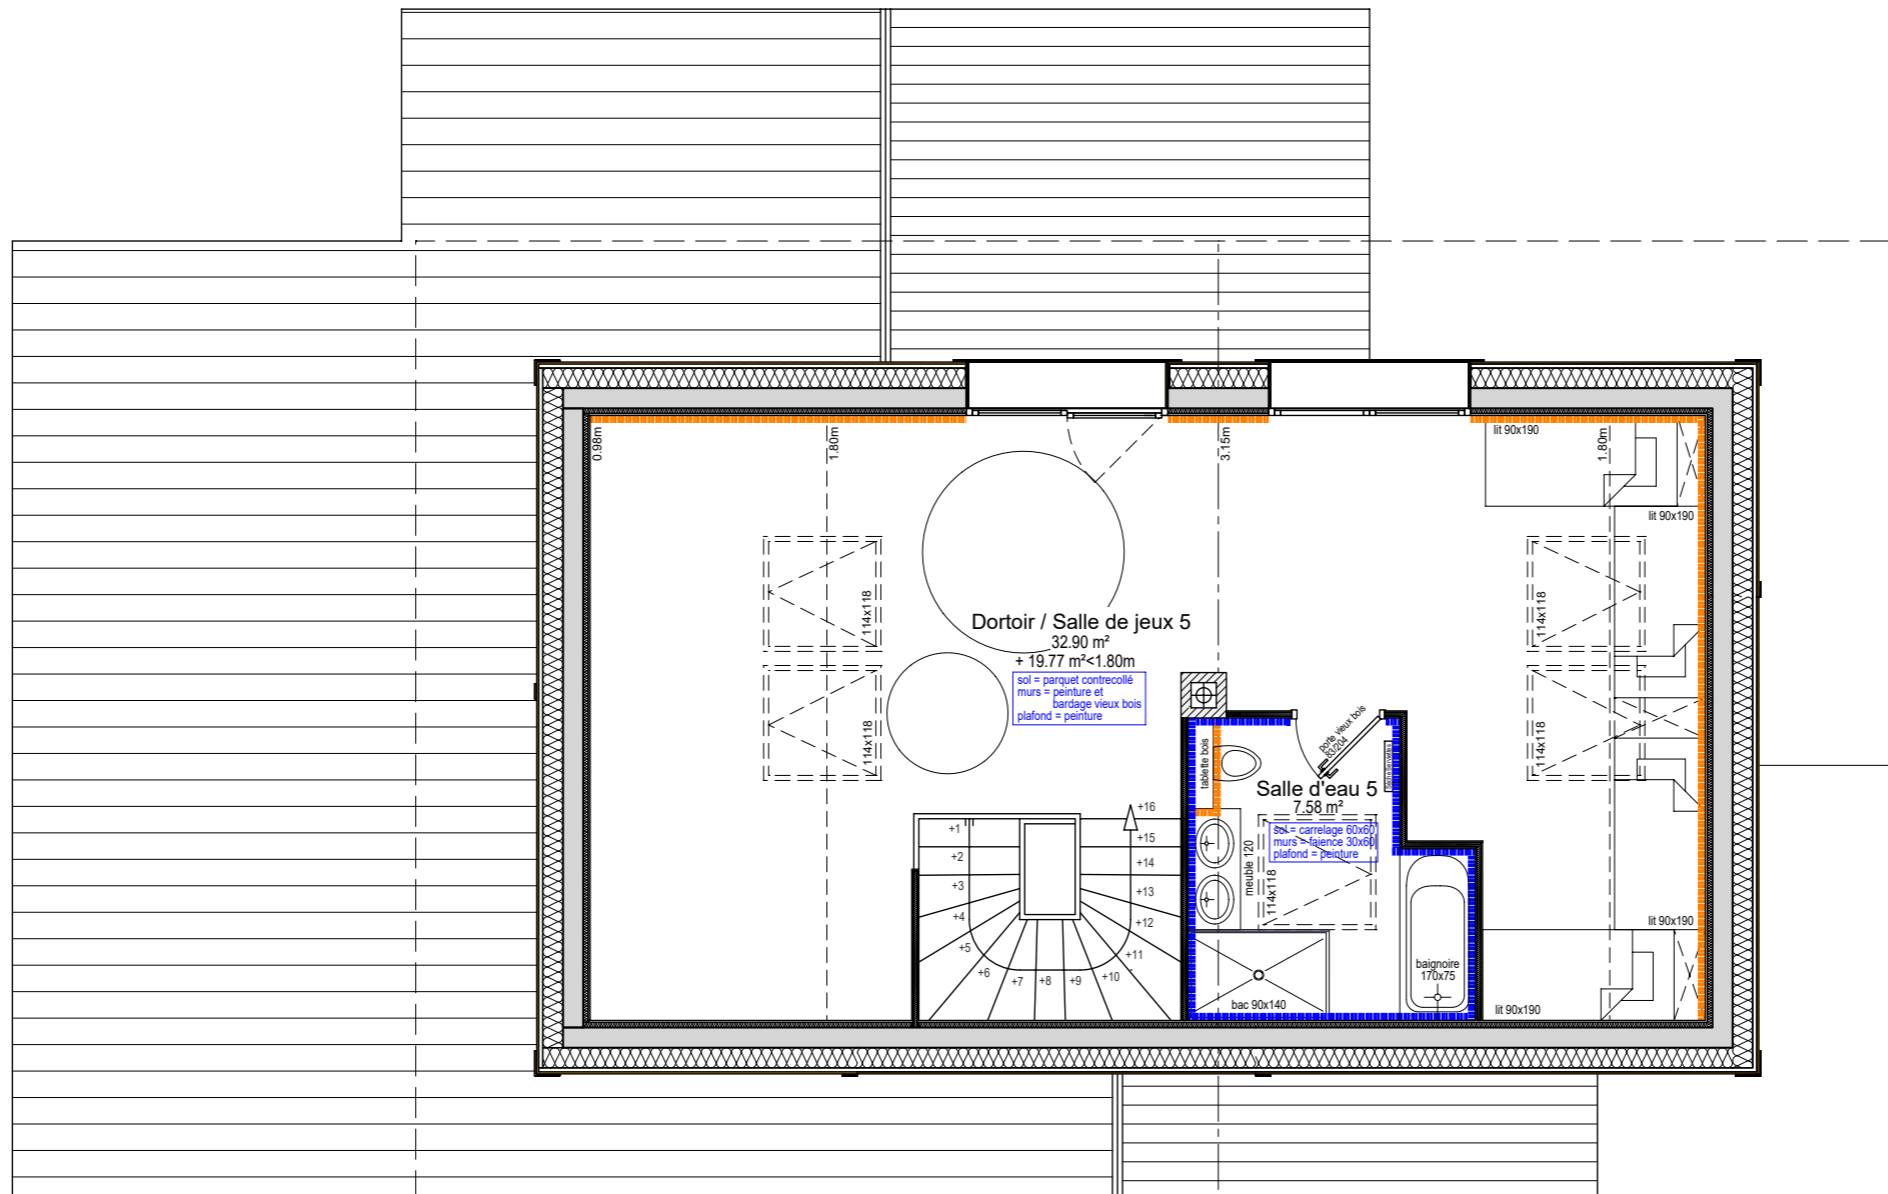 0.98m
1.80m
3.15m
1.80m
lit 90x190
lit 90x190
114x118
114x118
Dortoir / Salle de jeux 5
32.90 m²
+ 19.77 m²<1.80m
sol = parquet contrecollé
murs = peinture et
bardage vieux bois
plafond = peinture
114x118
114x118
porte vieux bois
83/204
tablette bois
Salle d'eau 5
7.58 m²
sol = carrelage 60x60
murs = faïence 30x60
plafond = peinture
meuble 120
114x118
+1
+2
+3
+4
+5
+6
+7
+8
+9
+10
+11
+12
+13
+14
+15
+16
bac 90x140
baignoire
170x75
lit 90x190
lit 90x190